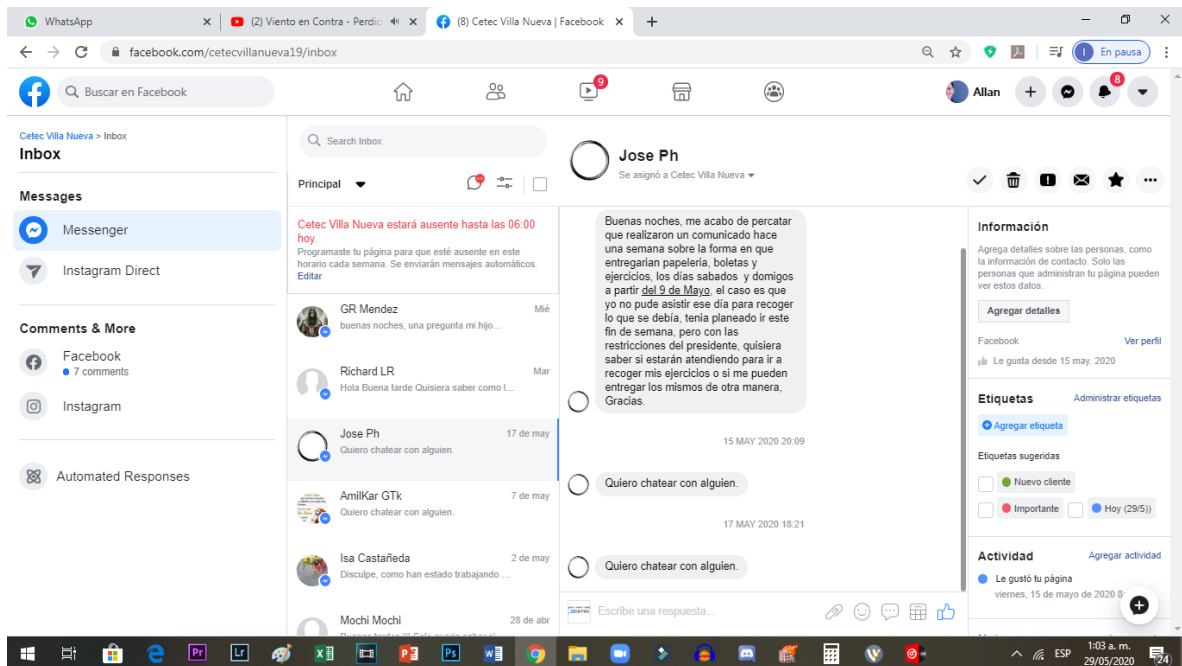 WhatsApp
(2) Viento en Contra - Perdic
(8) Cetec Villa Nueva | Facebook
facebook.com/cetecvillanueva19/inbox
I
En pausa
Buscar en Facebook
9
Allan
8
Cetec Villa Nueva > Inbox
Inbox
Messages
Messenger
Instagram Direct
Comments & More
Facebook
7 comments
Instagram
Automated Responses
Search Inbox
Principal
Cetec Villa Nueva estará ausente hasta las 06:00
hoy.
Programaste tu página para que esté ausente en este
horario cada semana. Se enviarán mensajes automáticos.
Editar
GR Mendez
Mié
buenas noches, una pregunta mi hijo...
Richard LR
Mar
Hola Buena tarde Quisiera saber como l...
Jose Ph
17 de may
Quiero chatear con alguien.
AmilKar GTk
7 de may
Quiero chatear con alguien.
Isa Castañeda
2 de may
Disculpe, como han estado trabajando ...
Mochi Mochi
28 de abr
Jose Ph
Se asignó a Cetec Villa Nueva
Buenas noches, me acabo de percatar
que realizaron un comunicado hace
una semana sobre la forma en que
entregarian papelería, boletas y
ejercicios, los días sabados y domigos
a partir del 9 de Mayo, el caso es que
yo no pude asistir ese día para recoger
lo que se debía, tenía planeado ir este
fin de semana, pero con las
restricciones del presidente, quisiera
saber si estarán atendiendo para ir a
recoger mis ejercicios o si me pueden
entregar los mismos de otra manera,
Gracias.
15 MAY 2020 20:09
Quiero chatear con alguien.
17 MAY 2020 18:21
Quiero chatear con alguien.
Escribe una respuesta...
Información
Agrega detalles sobre las personas, como
la información de contacto. Solo las
personas que administran tu página pueden
ver estos datos.
Agregar detalles
Facebook
Ver perfil
Le gusta desde 15 may. 2020
Etiquetas
Administrar etiquetas
Agregar etiqueta
Etiquetas sugeridas
Nuevo cliente
Importante
Hoy (29/5))
Actividad
Agregar actividad
Le gustó tu página
viernes, 15 de mayo de 2020 8:
Pr
Lr
Ps
ESP
1:03 a. m.
29/05/2020
24